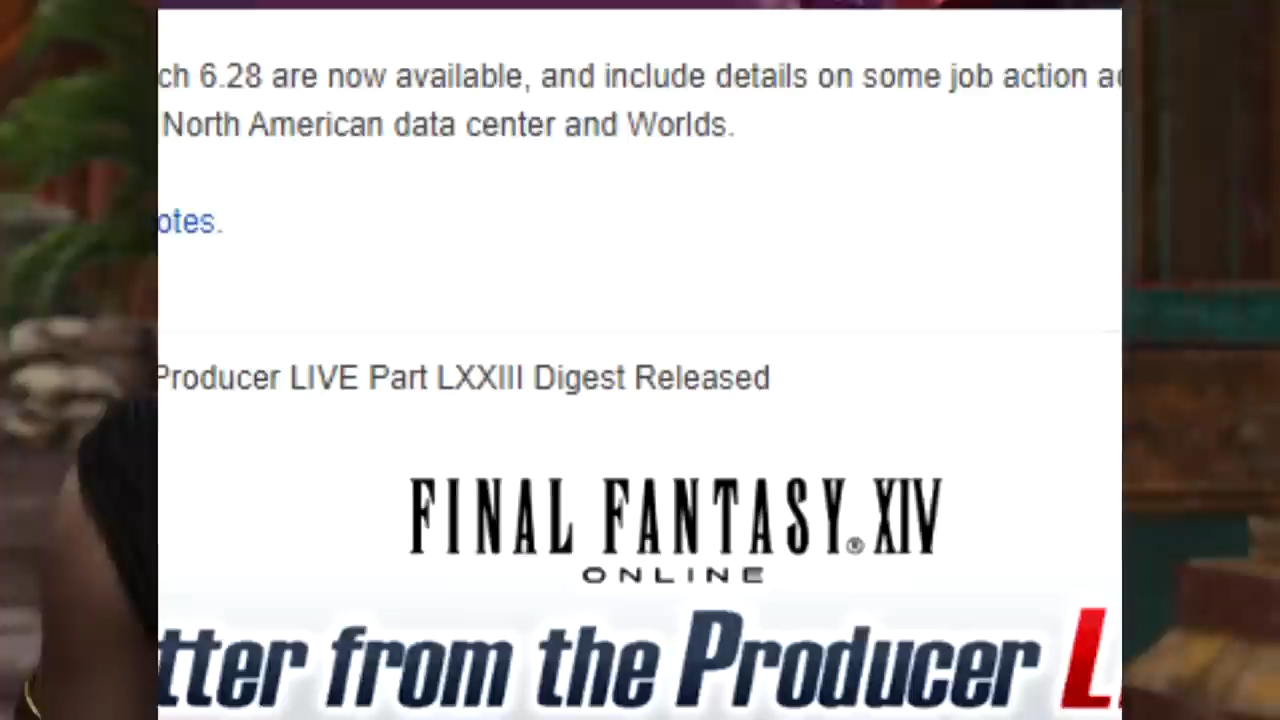 ch 6.28 are now available, and include details on some job action a
North American data center and Worlds.
otes.
Producer LIVE Part LXXIII Digest Released
FINAL FANTASY® XIV
ONLINE
tter from the Producer L